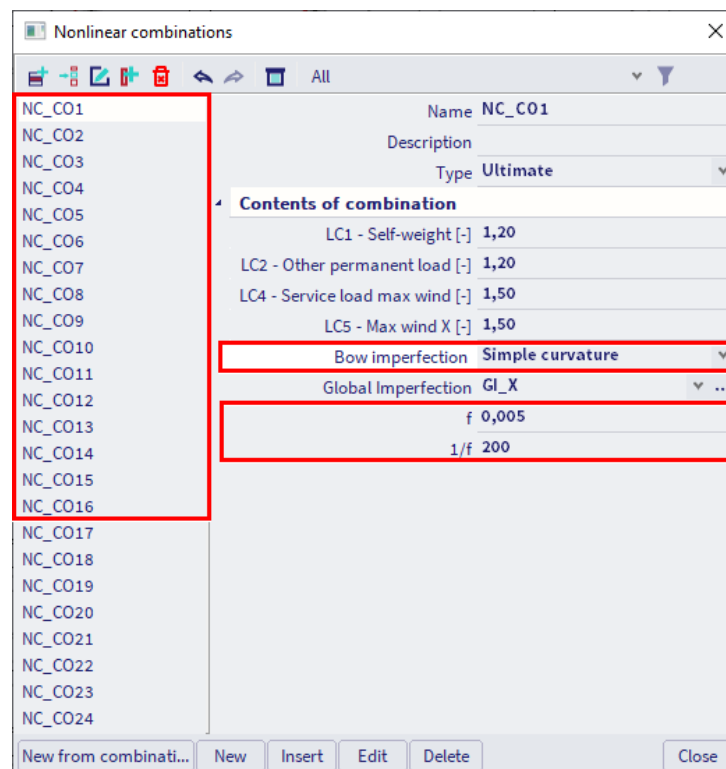 Nonlinear combinations
All
NC_CO1
NC_CO2
NC_CO3
NC_CO4
NC_CO5
NC_CO6
NC_CO7
NC_CO8
NC_CO9
NC_CO10
NC_CO11
NC_CO12
NC_CO13
NC_CO14
NC_CO15
NC_CO16
NC_CO17
NC_CO18
NC_CO19
NC_CO20
NC_CO21
NC_CO22
NC_CO23
NC_CO24
Name NC_CO1
Description
Type Ultimate
Contents of combination
LC1 - Self-weight [-] 1,20
LC2 - Other permanent load [-] 1,20
LC4 - Service load max wind [-] 1,50
LC5 - Max wind X [-] 1,50
Bow imperfection Simple curvature
Global Imperfection GI_X ...
f 0,005
1/f 200
New from combinati... New Insert Edit Delete Close